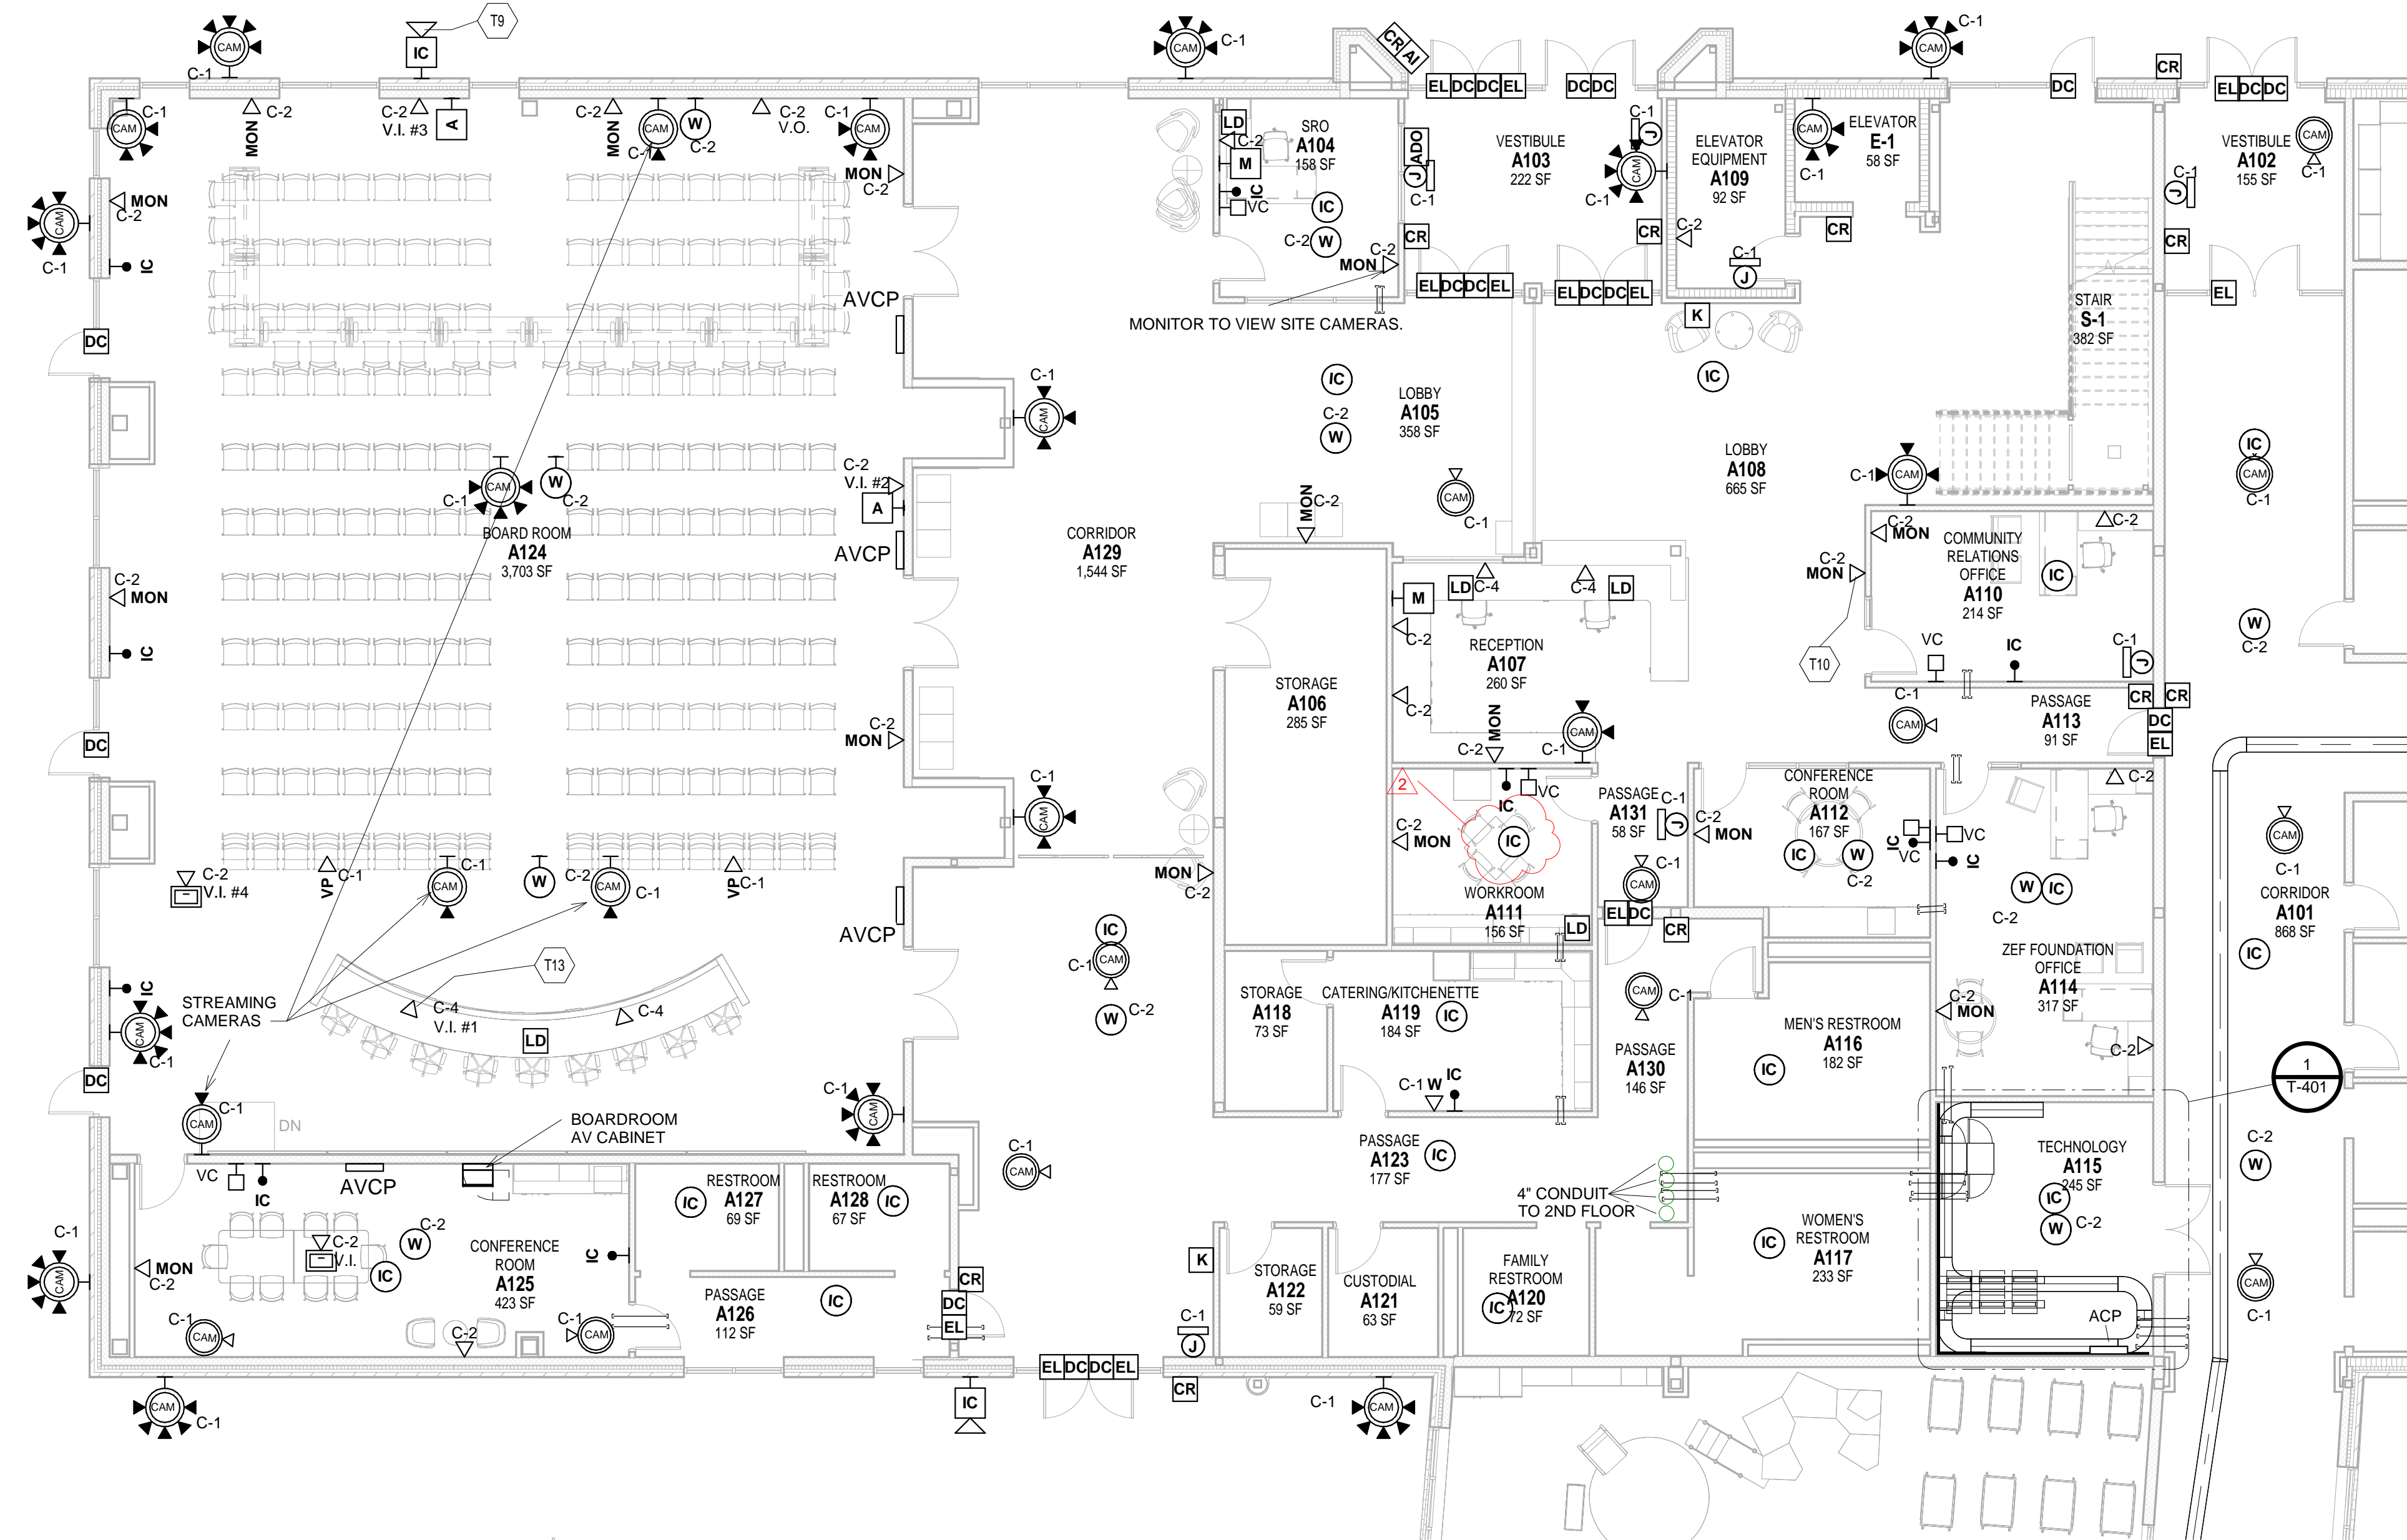 T9
CAM
C-1
IC
CAM
C-1
CR
AI
CAM
C-1
CR
EL DC DC EL
DC DC
DC
EL DC DC
C-1
CAM
C-2
MON
C-2
V.I. #3
A
C-2
MON
CAM
C-1
W
C-2
C-2
V.O.
C-1
CAM
MON
C-2
LD
C-2
M
IC
VC
SRO
A104
158 SF
IC
C-2
W
C-2
MON
ADO
J
C-1
CR
VESTIBULE
A103
222 SF
C-1
J
CAM
C-1
CR
ELEVATOR
EQUIPMENT
A109
92 SF
C-2
C-1
J
CAM
C-1
ELEVATOR
E-1
58 SF
CR
VESTIBULE
A102
155 SF
CAM
C-1
C-1
J
CR
EL
CAM
C-1
MON
C-2
IC
DC
AVCP
EL DC DC EL
EL DC DC EL
K
MONITOR TO VIEW SITE CAMERAS.
STAIR
S-1
382 SF
IC
C-2
W
LOBBY
A105
358 SF
IC
LOBBY
A108
665 SF
CAM
C-1
C-1
CAM
CAM
C-1
W
C-2
BOARD ROOM
A124
3,703 SF
C-2
V.I. #2
A
AVCP
CORRIDOR
A129
1,544 SF
MON
C-2
C-1
CAM
IC
CAM
C-1
C-2
MON
C-2
MON
COMMUNITY
RELATIONS
OFFICE
A110
214 SF
C-2
IC
T10
VC
IC
C-1
J
W
C-2
C-2
MON
IC
DC
C-2
MON
STORAGE
A106
285 SF
M
C-2
C-2
LD
C-4
C-4
LD
RECEPTION
A107
260 SF
MON
C-2
CAM
C-1
C-1
CAM
PASSAGE
A113
91 SF
CR
CR
DC
EL
2
IC
VC
C-2
MON
IC
WORKROOM
A111
156 SF
LD
PASSAGE
A131
58 SF
C-1
J
C-2
MON
CONFERENCE
ROOM
A112
167 SF
IC
W
C-2
IC
VC
VC
IC
C-2
W
IC
C-2
ZEF FOUNDATION
OFFICE
A114
317 SF
C-2
MON
C-2
CAM
C-1
CORRIDOR
A101
868 SF
IC
C-1
CAM
MON
C-2
C-2
V.I. #4
VP
C-1
CAM
C-1
W
C-2
CAM
C-1
VP
C-1
AVCP
IC
CAM
C-1
W
C-2
CAM
C-1
EL DC
CR
STREAMING
CAMERAS
T13
C-4
V.I. #1
C-4
LD
IC
CAM
C-1
DC
STORAGE
A118
73 SF
CATERING/KITCHENETTE
A119
184 SF
IC
C-1
W
IC
CAM
C-1
PASSAGE
A130
146 SF
MEN'S RESTROOM
A116
182 SF
IC
1
T-401
CAM
C-1
DN
BOARDROOM
AV CABINET
C-1
CAM
C-1
CAM
PASSAGE
A123
177 SF
IC
4" CONDUIT
TO 2ND FLOOR
TECHNOLOGY
A115
245 SF
IC
W
C-2
ACP
C-2
W
VC
IC
AVCP
RESTROOM
A127
69 SF
IC
RESTROOM
A128
67 SF
IC
WOMEN'S
RESTROOM
A117
233 SF
IC
C-1
CAM
MON
C-2
C-2
V.I.
IC
C-2
W
CONFERENCE
ROOM
A125
423 SF
IC
PASSAGE
A126
112 SF
IC
CR
DC
EL
K
STORAGE
A122
59 SF
CUSTODIAL
A121
63 SF
FAMILY
RESTROOM
A120
72 SF
IC
CAM
C-1
C-1
CAM
C-2
C-1
CAM
C-1
J
EL DC DC EL
CR
CAM
C-1
IC
C-1
CAM